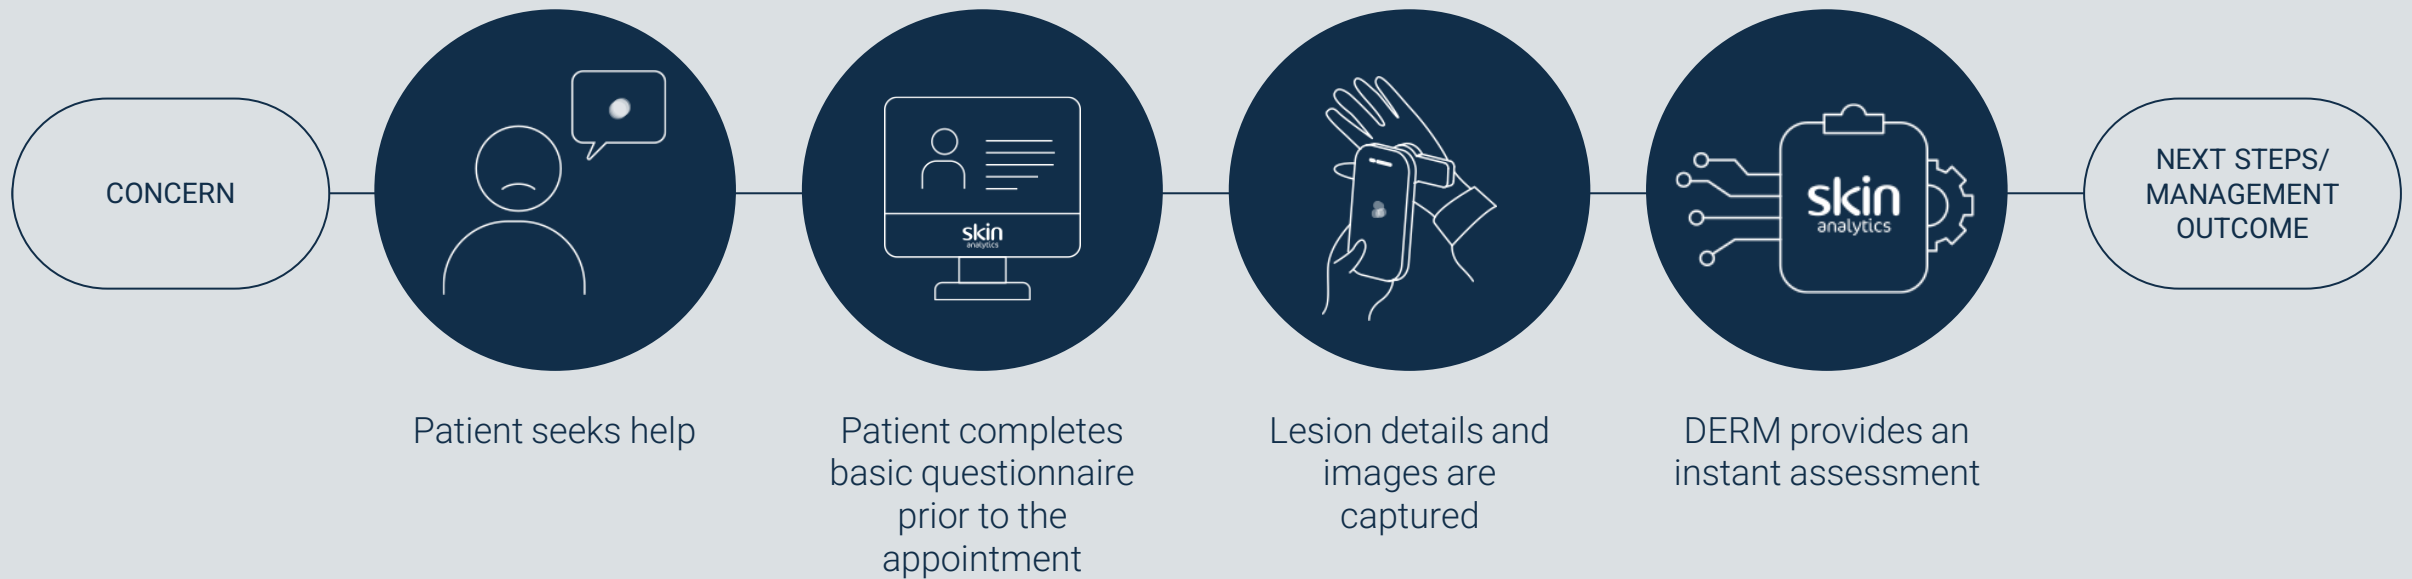 CONCERN
Patient seeks help
skin
analytics
Patient completes
basic questionnaire
prior to the
appointment
Lesion details and
images are
captured
skin
analytics
DERM provides an
instant assessment
NEXT STEPS/
MANAGEMENT
OUTCOME